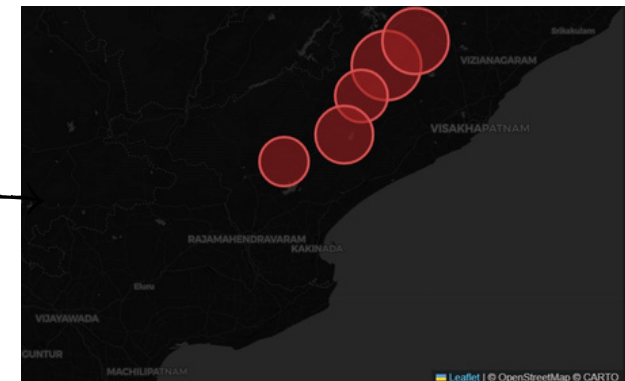 Srikakulam
VIZIANAGARAM
VISAKHAPATNAM
RAJAMAHENDRAVARAM
KAKINADA
Eluru
VIJAYAWADA
GUNTUR
MACHILIPATNAM
Leaflet | © OpenStreetMap © CARTO